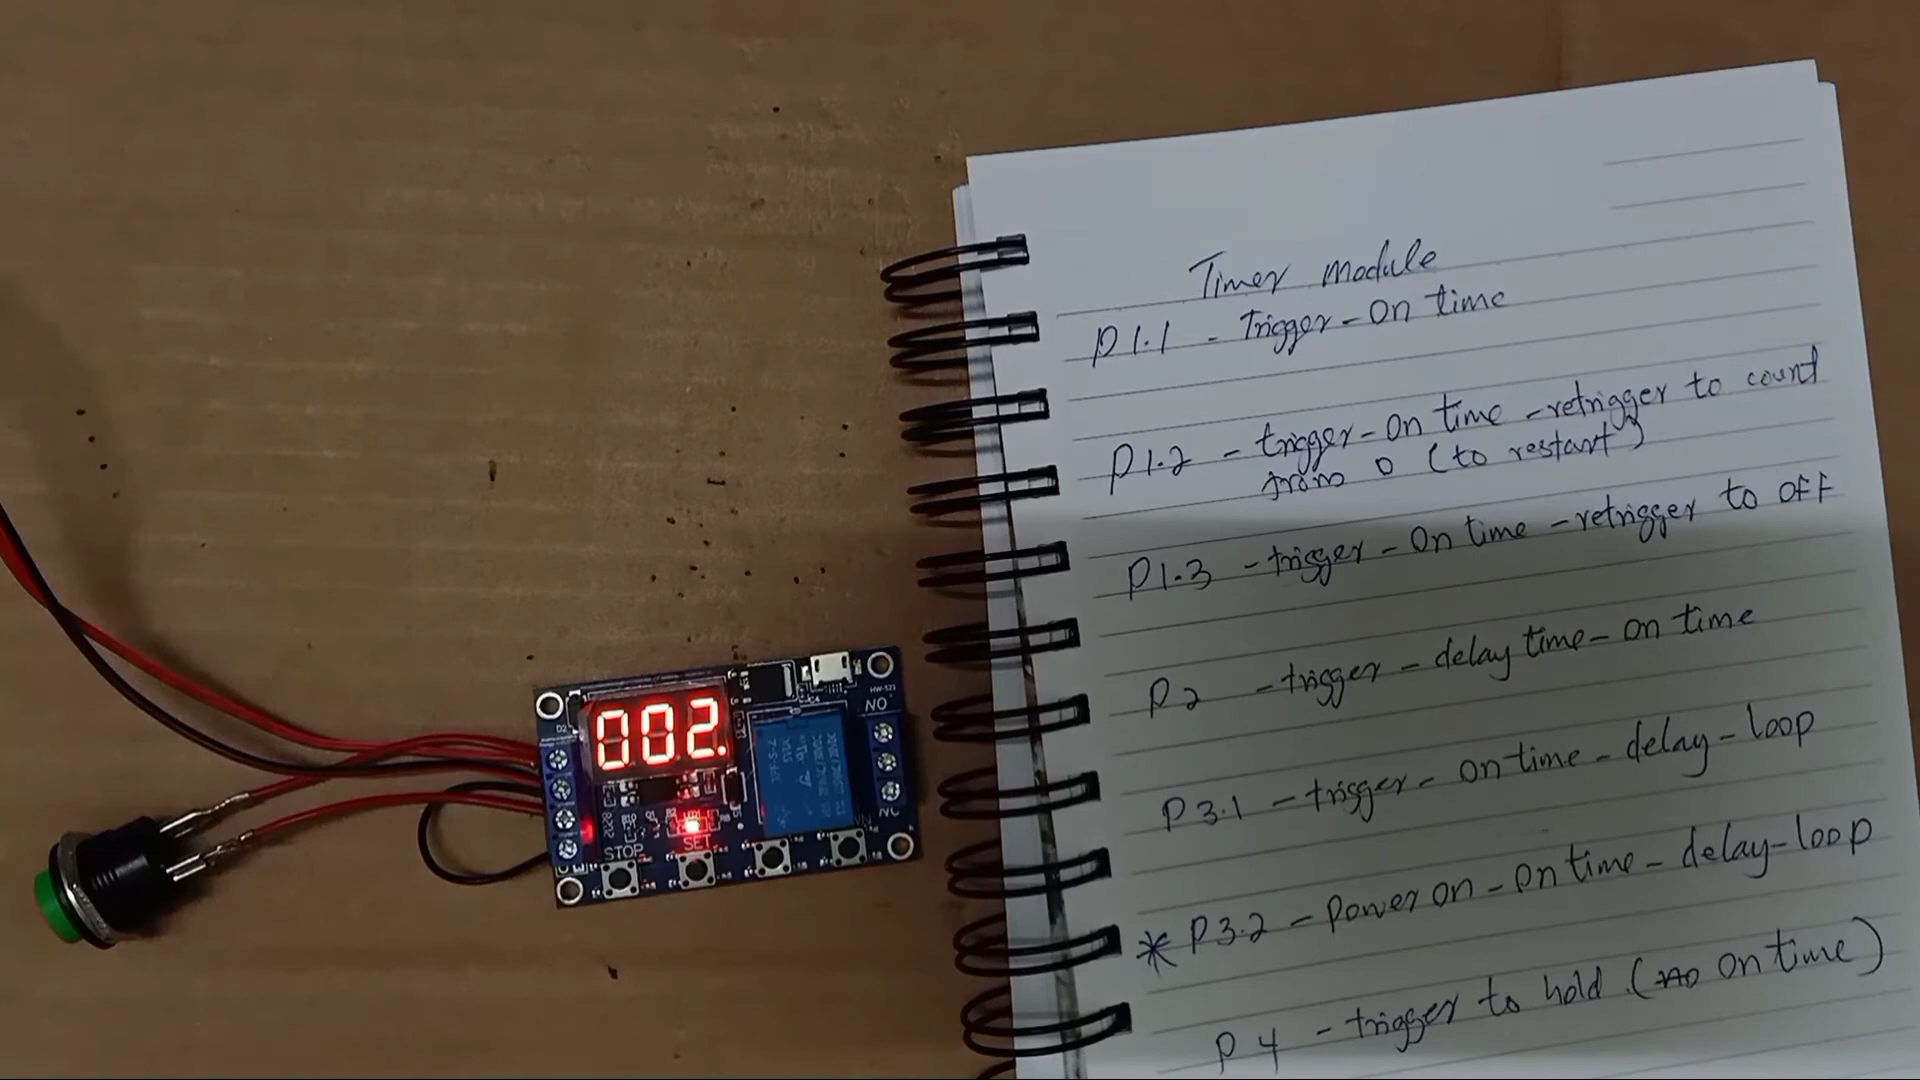 002.
HW-523
NO
NC
STOP
SET
Timer module
P1.1 - Trigger - On time
P1.2 - trigger - On time - retrigger to count
from 0 (to restart)
P1.3 - trigger - On time - retrigger to off
P2 - trigger - delay time - on time
P3.1 - trigger - on time - delay - loop
* P3.2 - Power on - on time - delay - loop
P4 - trigger to hold (no on time)